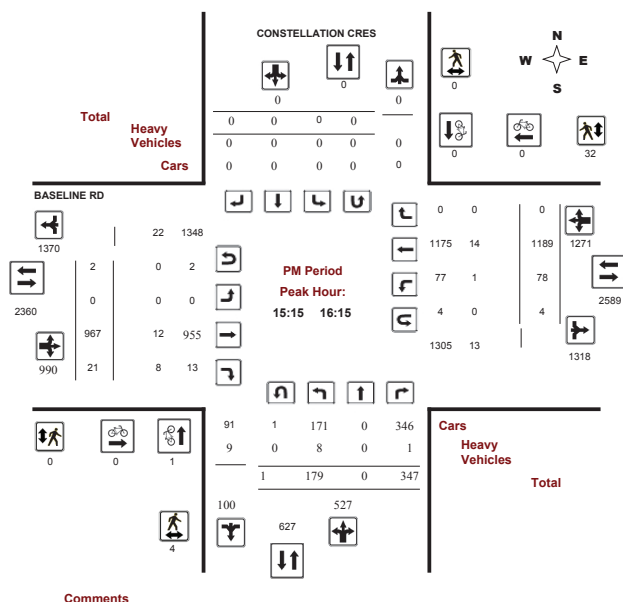 CONSTELLATION CRES
N
W E
S
0
0
0 0
Total
0 0 0 0
Heavy
Vehicles
0 0 0 0 0
Cars
0 0 0 0 0
0 0 32
BASELINE RD
1370
22 1348
2 0 2
0 0 0
2360
967 12 955
990
21 8 13
PM Period
Peak Hour:
15:15 16:15
0 0 0
1175 14 1189 1271
77 1 78
2589
4 0 4
1305 13
1318
0 0 1
4
91 1 171 0 346
9 0 8 0 1
1 179 0 347
100 527
627
Cars
Heavy
Vehicles
Total
Comments